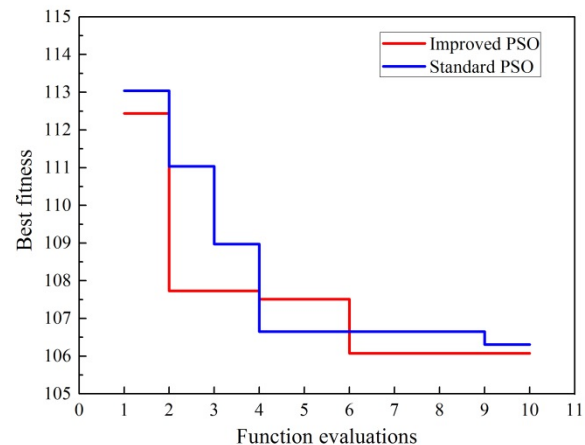 115
114
113
112
111
110
109
108
107
106
105
Best fitness
Improved PSO
Standard PSO
0 1 2 3 4 5 6 7 8 9 10 11
Function evaluations